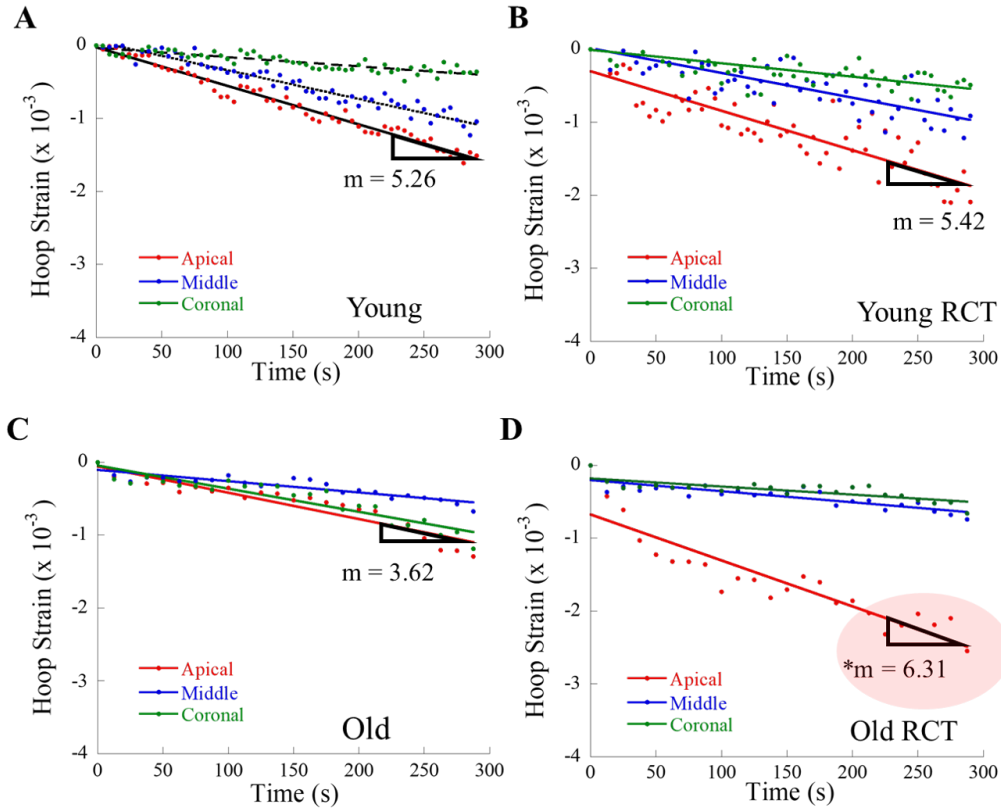 A
Hoop Strain (x 10⁻³)
0
-1
-2
-3
-4
m = 5.26
Apical
Middle
Coronal
Young
0 50 100 150 200 250 300
Time (s)
B
Hoop Strain (x 10⁻³)
0
-1
-2
-3
-4
m = 5.42
Apical
Middle
Coronal
Young RCT
0 50 100 150 200 250 300
Time (s)
C
Hoop Strain (x 10⁻³)
0
-1
-2
-3
-4
m = 3.62
Apical
Middle
Coronal
Old
0 50 100 150 200 250 300
Time (s)
D
Hoop Strain (x 10⁻³)
0
-1
-2
-3
-4
*m = 6.31
Apical
Middle
Coronal
Old RCT
0 50 100 150 200 250 300
Time (s)